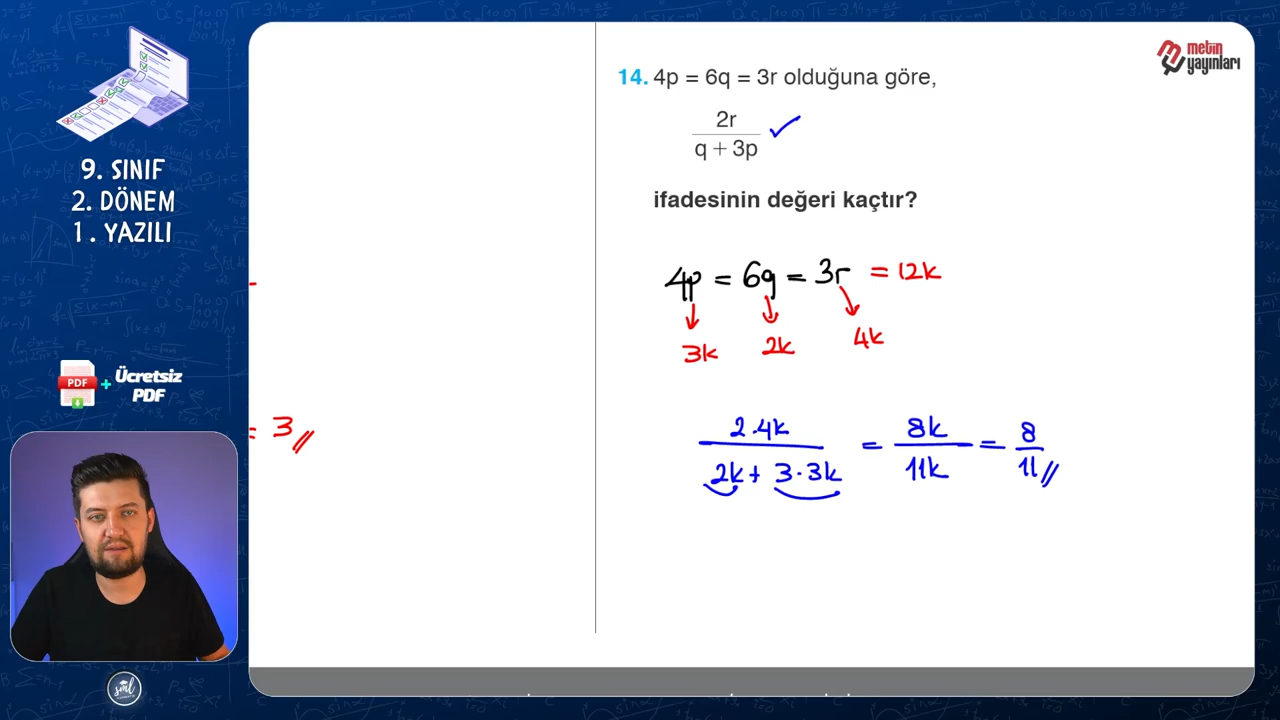 9. SINIF
2. DÖNEM
1. YAZILI
PDF
+
Ücretsiz
PDF
sml
= 3//
metin
yayınları
14. 4p = 6q = 3r olduğuna göre,
2r
q + 3p
ifadesinin değeri kaçtır?
4p = 6q = 3r = 12k
3k 2k 4k
2·4k
2k + 3·3k
=
8k
11k
=
8
11//